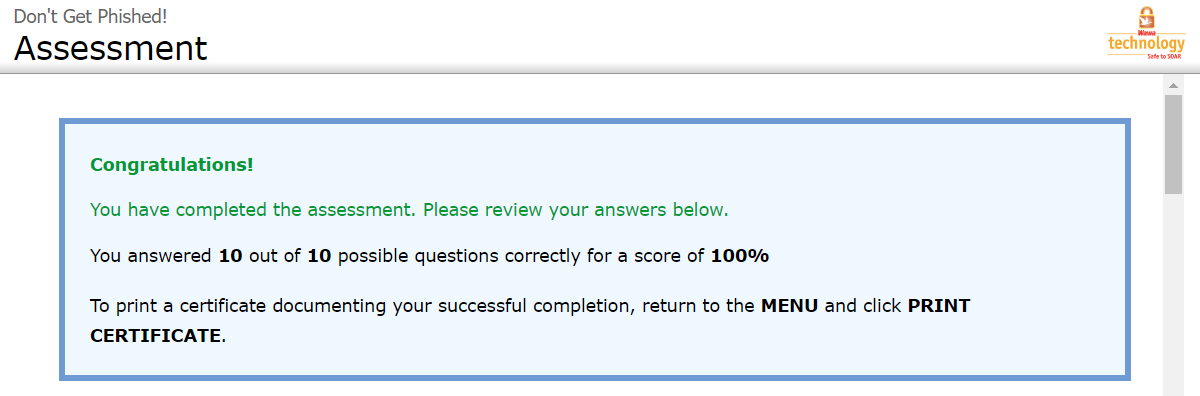 Don't Get Phished!
Assessment
Wawa
technology
Safe to SOAR
Congratulations!
You have completed the assessment. Please review your answers below.
You answered 10 out of 10 possible questions correctly for a score of 100%
To print a certificate documenting your successful completion, return to the MENU and click PRINT
CERTIFICATE.